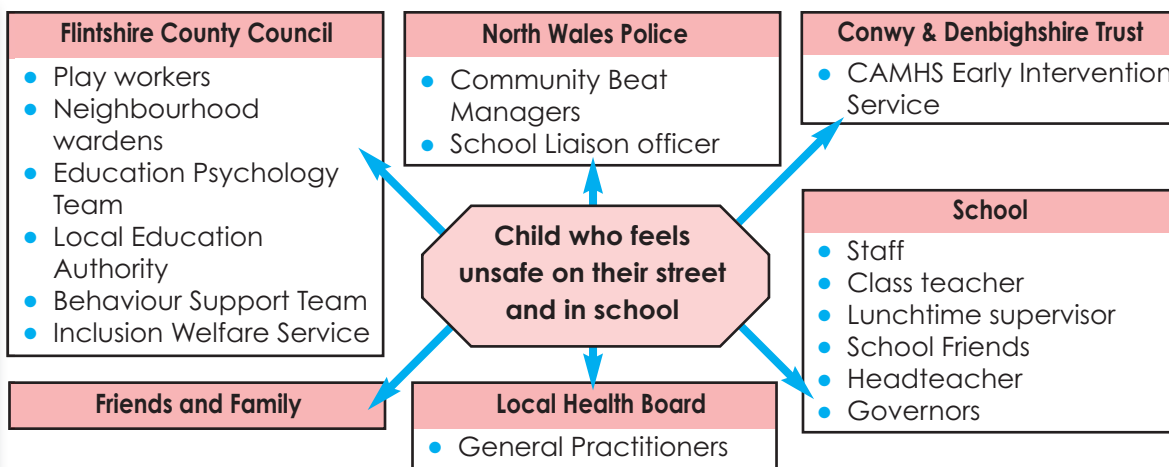 Flintshire County Council
Play workers
Neighbourhood
wardens
Education Psychology
Team
Local Education
Authority
Behaviour Support Team
Inclusion Welfare Service
North Wales Police
Community Beat
Managers
School Liaison officer
Conwy & Denbighshire Trust
CAMHS Early Intervention
Service
Child who feels
unsafe on their street
and in school
School
Staff
Class teacher
Lunchtime supervisor
School Friends
Headteacher
Governors
Friends and Family
Local Health Board
General Practitioners